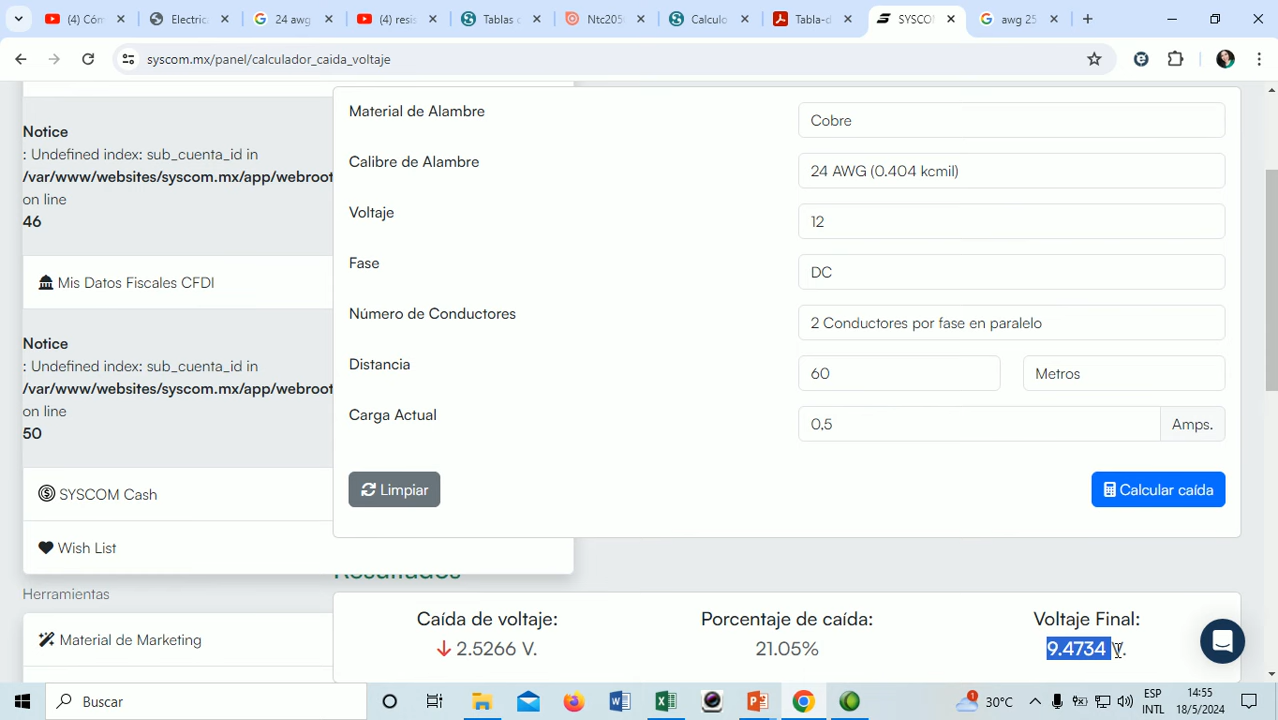 (4) Cóm
Electric
24 awg
(4) resis
Tablas d
Ntc205
Calculo
Tabla-d
SYSCO
awg 25
syscom.mx/panel/calculador_caida_voltaje
Notice
: Undefined index: sub_cuenta_id in
/var/www/websites/syscom.mx/app/webroot
on line
46
Mis Datos Fiscales CFDI
Notice
: Undefined index: sub_cuenta_id in
/var/www/websites/syscom.mx/app/webroot
on line
50
SYSCOM Cash
Wish List
Herramientas
Material de Marketing
Material de Alambre
Cobre
Calibre de Alambre
24 AWG (0.404 kcmil)
Voltaje
12
Fase
DC
Número de Conductores
2 Conductores por fase en paralelo
Distancia
60
Metros
Carga Actual
0.5
Amps.
Limpiar
Calcular caída
Resultados
Caída de voltaje:
2.5266 V.
Porcentaje de caída:
21.05%
Voltaje Final:
9.4734 V.
Buscar
1
30°C
ESP
INTL
14:55
18/5/2024